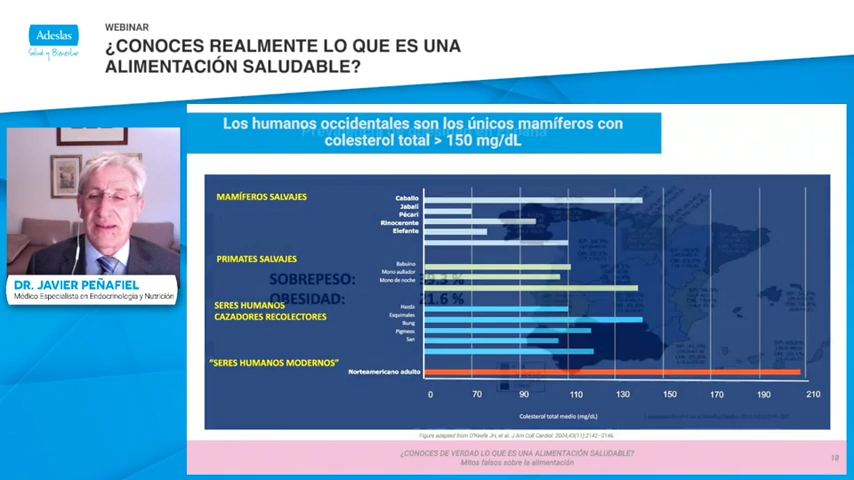 Adeslas
Salud y Bienestar
WEBINAR
¿CONOCES REALMENTE LO QUE ES UNA
ALIMENTACIÓN SALUDABLE?
Los humanos occidentales son los únicos mamíferos con
colesterol total > 150 mg/dL
MAMÍFEROS SALVAJES
Caballo
Jabalí
Pécari
Rinoceronte
Elefante
PRIMATES SALVAJES
Babuino
Mono aullador
Mono de noche
SOBREPESO: 39.3 %
OBESIDAD: 21.6 %
SERES HUMANOS
CAZADORES RECOLECTORES
Hazda
Esquimales
Pigmeos
San
"SERES HUMANOS MODERNOS"
Norteamericano adulto
0 70 90 110 130 150 170 190 210
Colesterol total medio (mg/dL)
Figure adapted from O'Keefe JH, et al. J Am Coll Cardiol. 2004;43(11):2142-2146.
¿CONOCES DE VERDAD LO QUE ES UNA ALIMENTACIÓN SALUDABLE?
Mitos falsos sobre la alimentación
18
DR. JAVIER PEÑAFIEL
Médico Especialista en Endocrinología y Nutrición